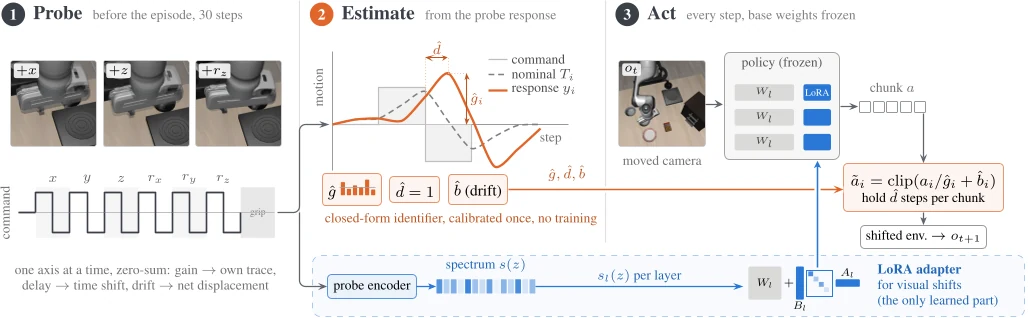 1 Probe before the episode, 30 steps
+x
+z
+r_z
command
x y z r_x r_y r_z
grip
one axis at a time, zero-sum: gain → own trace,
delay → time shift, drift → net displacement
2 Estimate from the probe response
motion
d̂
ĝ_i
command
nominal T_i
response y_i
step
ĝ
d̂ = 1
b̂ (drift)
ĝ, d̂, b̂
closed-form identifier, calibrated once, no training
3 Act every step, base weights frozen
o_t
moved camera
policy (frozen)
W_l LoRA
W_l
W_l
chunk a
ã_i = clip(a_i/ĝ_i + b̂_i)
hold d̂ steps per chunk
shifted env. → o_{t+1}
probe encoder
spectrum s(z)
s_l(z) per layer
W_l + B_l A_l
LoRA adapter
for visual shifts
(the only learned part)